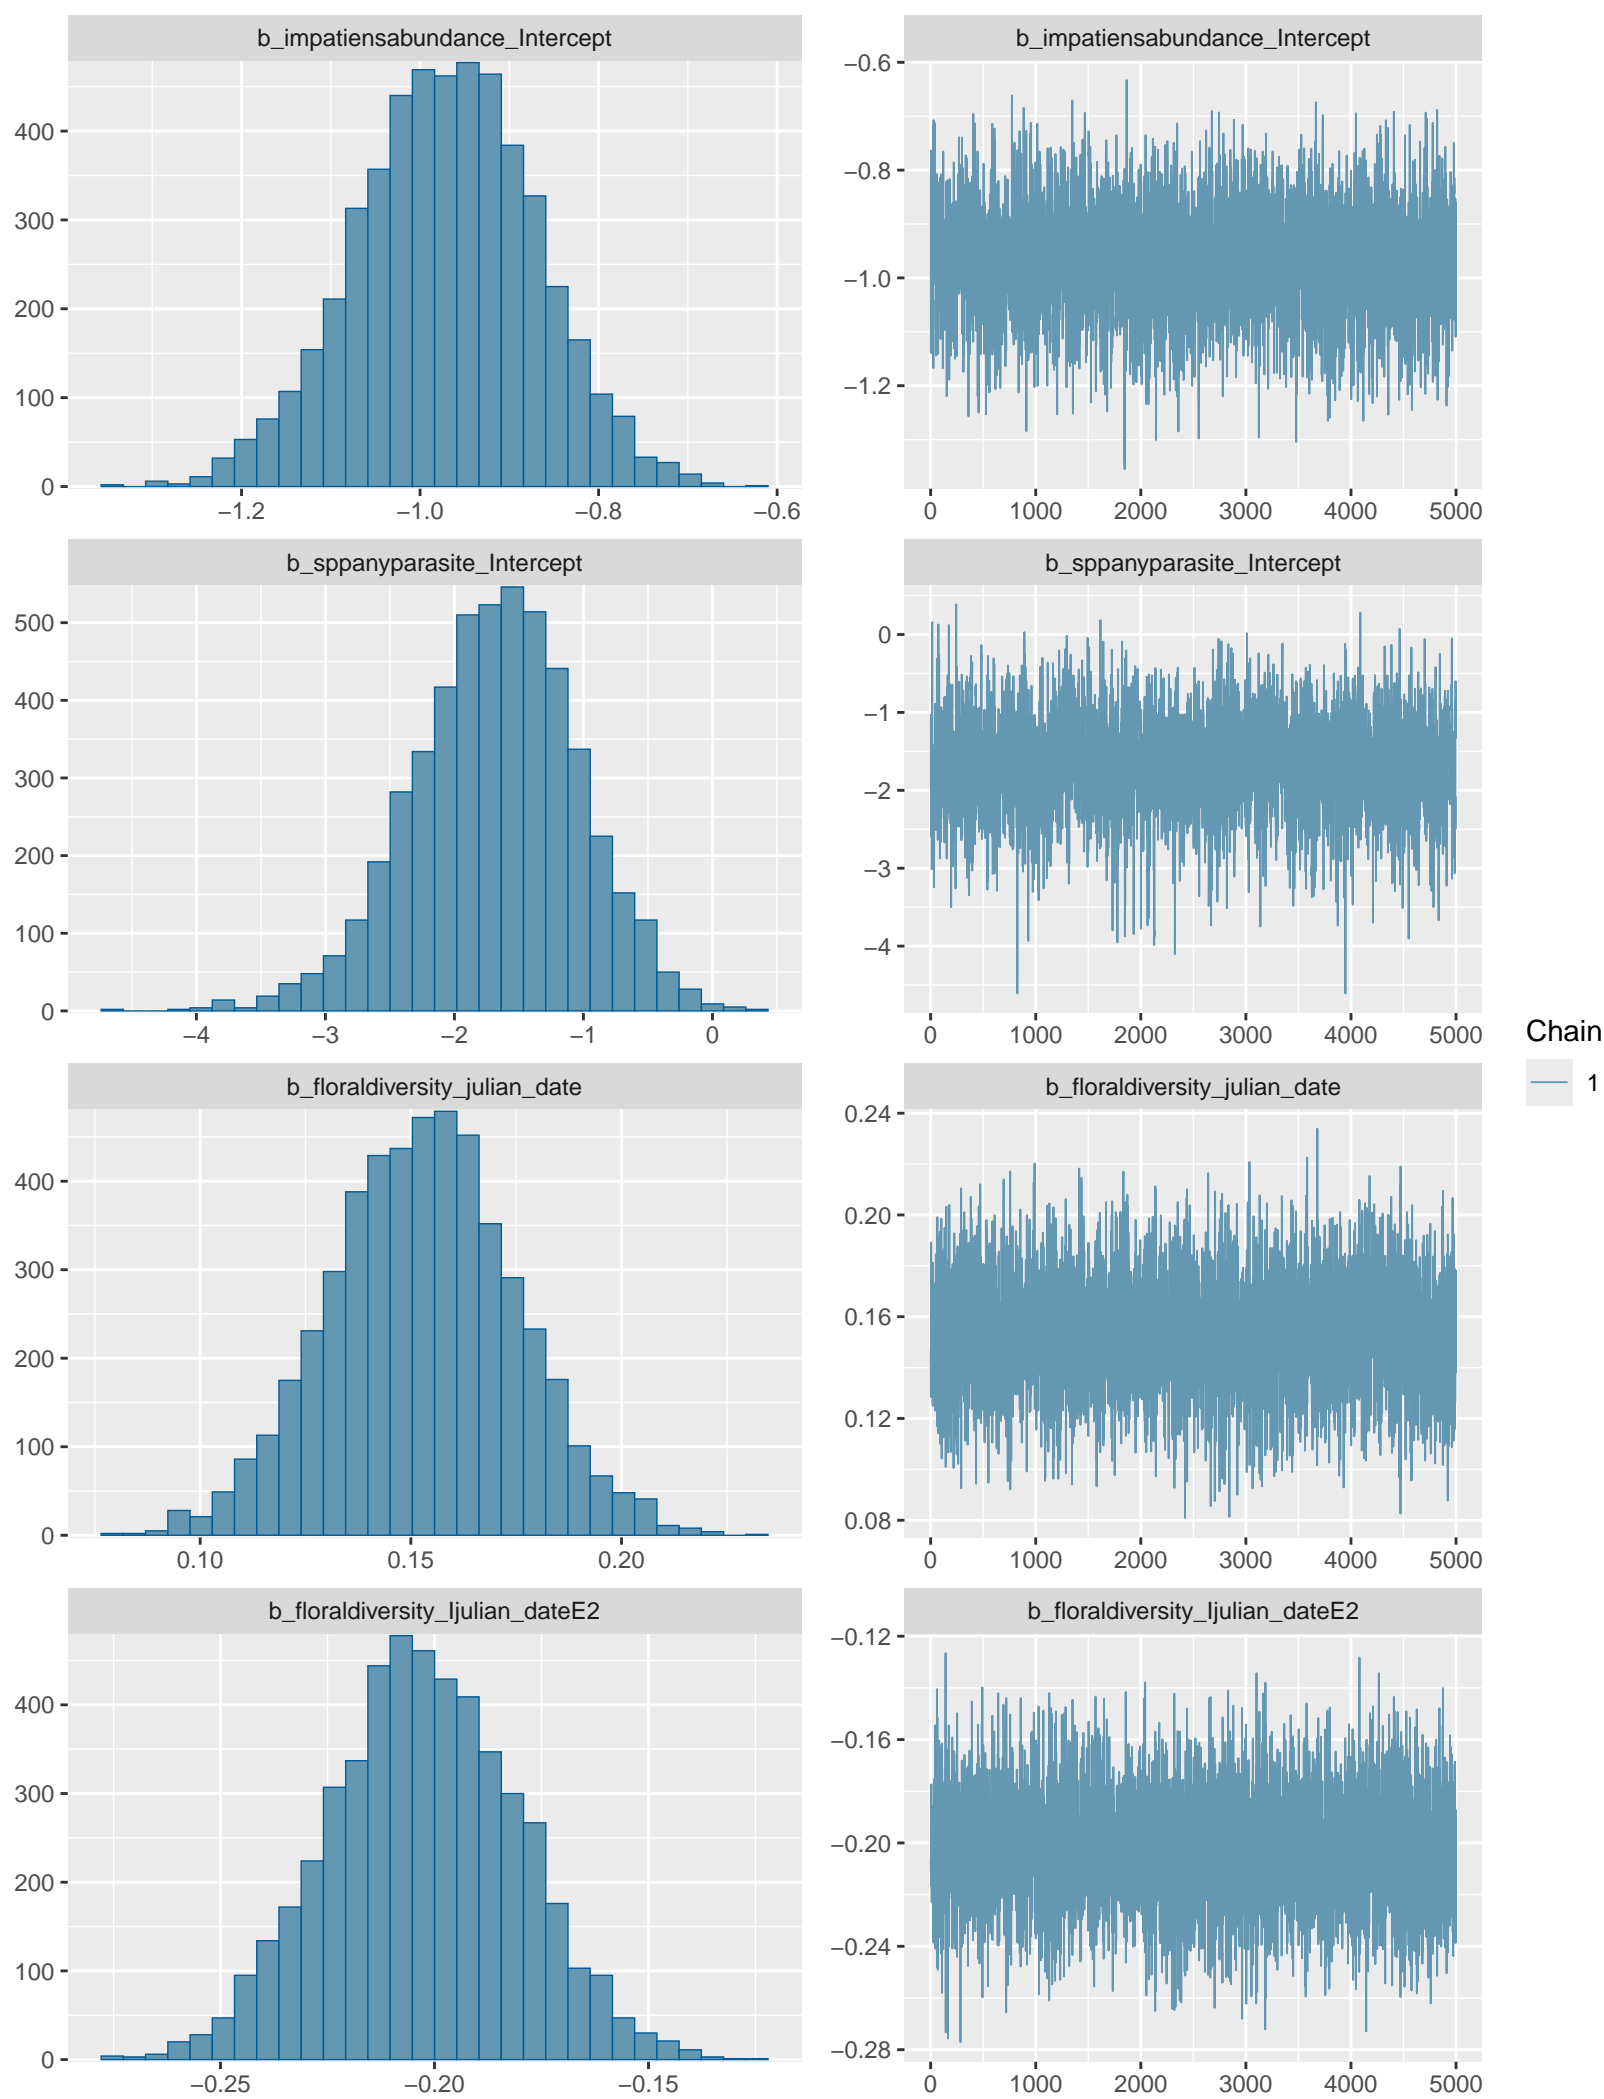 b_impatiensabundance_Intercept
400
300
200
100
0
−1.2 −1.0 −0.8 −0.6
b_impatiensabundance_Intercept
−0.6
−0.8
−1.0
−1.2
0 1000 2000 3000 4000 5000
b_sppanyparasite_Intercept
500
400
300
200
100
0
−4 −3 −2 −1 0
b_sppanyparasite_Intercept
0
−1
−2
−3
−4
0 1000 2000 3000 4000 5000
b_floraldiversity_julian_date
400
300
200
100
0
0.10 0.15 0.20
b_floraldiversity_julian_date
0.24
0.20
0.16
0.12
0.08
0 1000 2000 3000 4000 5000
b_floraldiversity_Ijulian_dateE2
400
300
200
100
0
−0.25 −0.20 −0.15
b_floraldiversity_Ijulian_dateE2
−0.12
−0.16
−0.20
−0.24
−0.28
0 1000 2000 3000 4000 5000
Chain
1